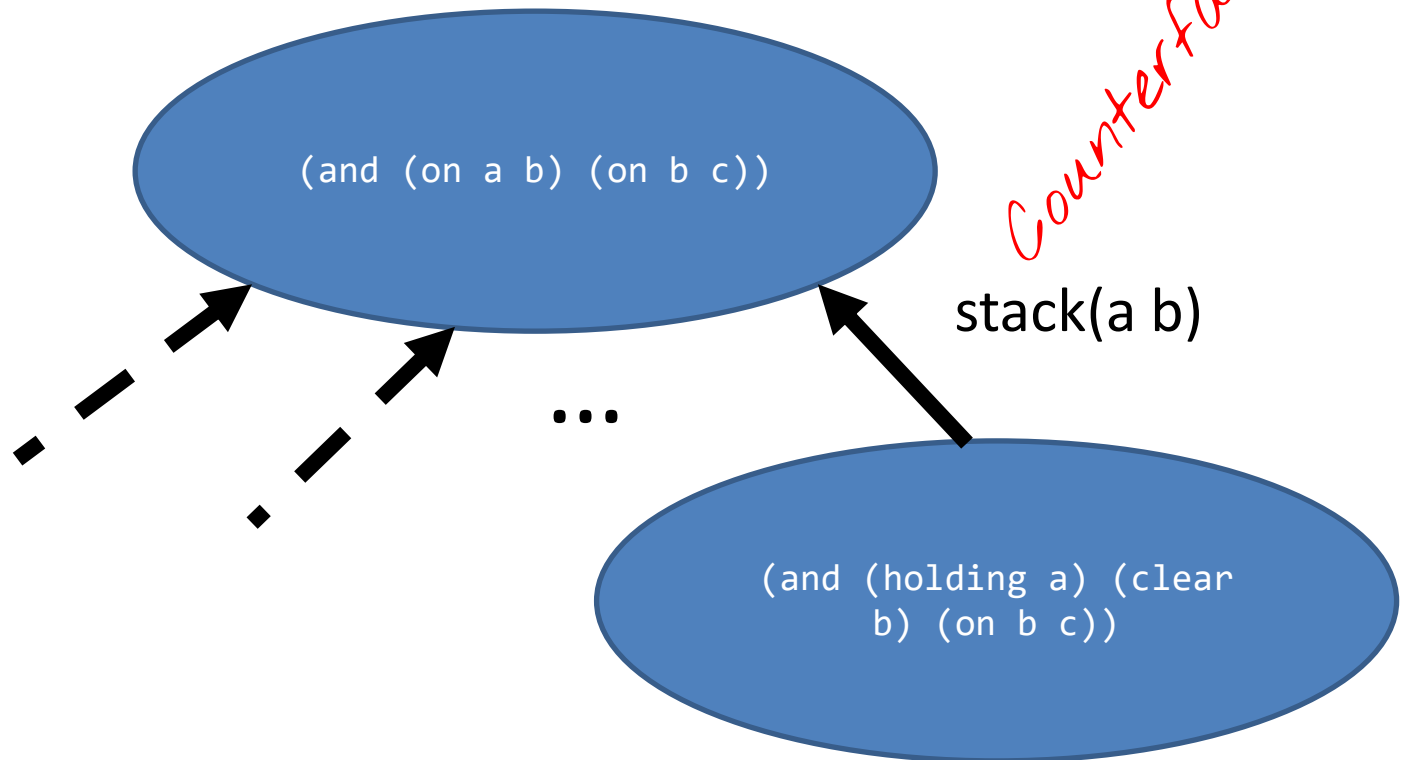 (and (on a b) (on b c))
stack(a b)
...
(and (holding a) (clear
b) (on b c))